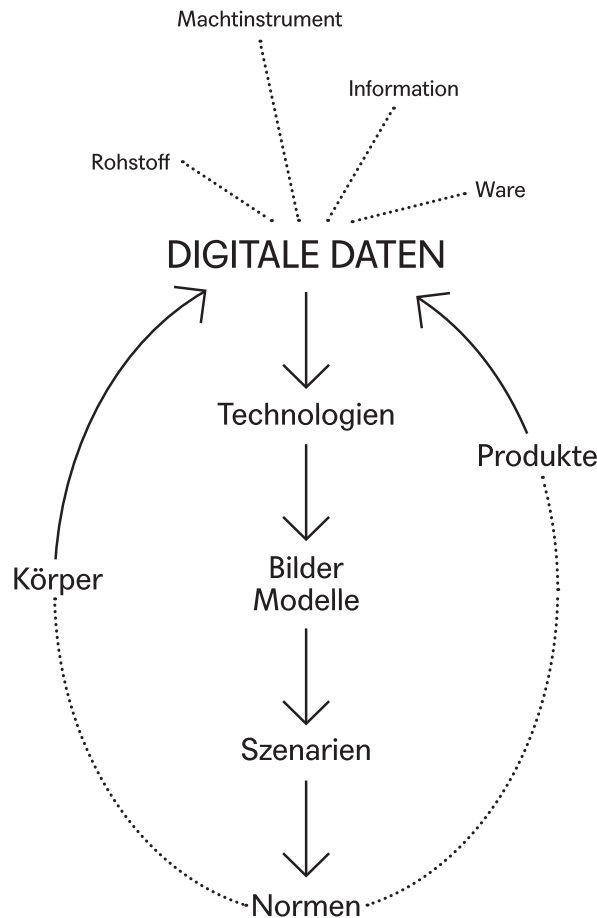 Machtinstrument
Information
Rohstoff
Ware
DIGITALE DATEN
Technologien
Produkte
Bilder
Modelle
Körper
Szenarien
Normen